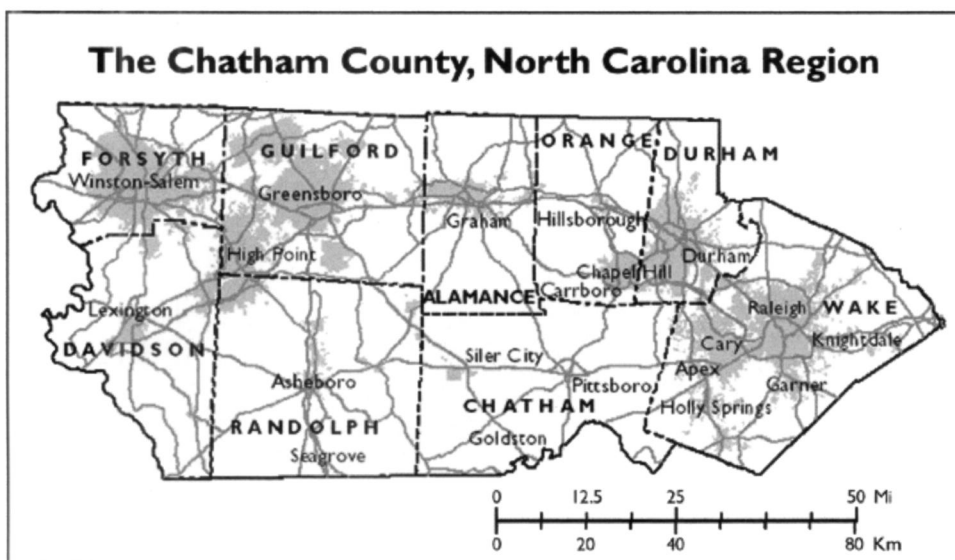 The Chatham County, North Carolina Region
ORANGE
FORSYTH
GUILFORD
DURHAM
Winston-Salem
Greensboro
Graham
Hillsborough
High Point
Durham
Chapel Hill
Carrboro
ALAMANCE
Lexington
Raleigh
WAKE
DAVIDSON
Siler City
Cary
Knightdale
Asheboro
Pittsboro
Apex
Garner
CHATHAM
Holly Springs
RANDOLPH
Goldston
Seagrove
0 12.5 25 50 Mi
0 20 40 80 Km